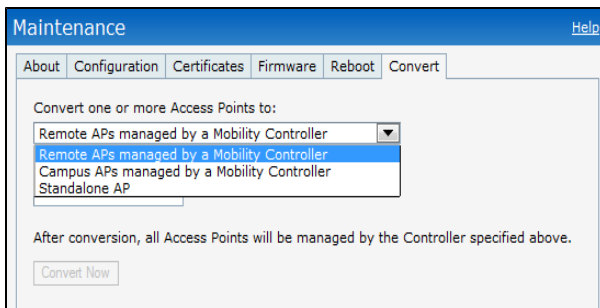 Maintenance Help
About Configuration Certificates Firmware Reboot Convert
Convert one or more Access Points to:
Remote APs managed by a Mobility Controller
Remote APs managed by a Mobility Controller
Campus APs managed by a Mobility Controller
Standalone AP
After conversion, all Access Points will be managed by the Controller specified above.
Convert Now